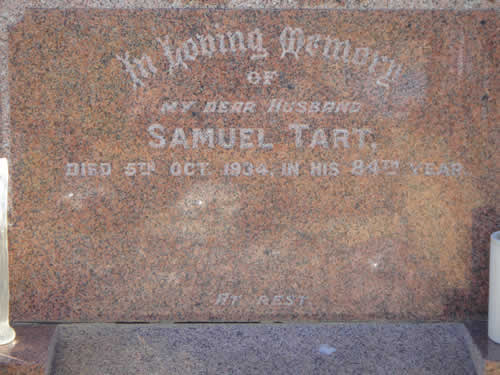 In Loving Memory
OF
MY DEAR HUSBAND
SAMUEL TART,
DIED 5TH OCT. 1934, IN HIS 84TH YEAR.
AT REST